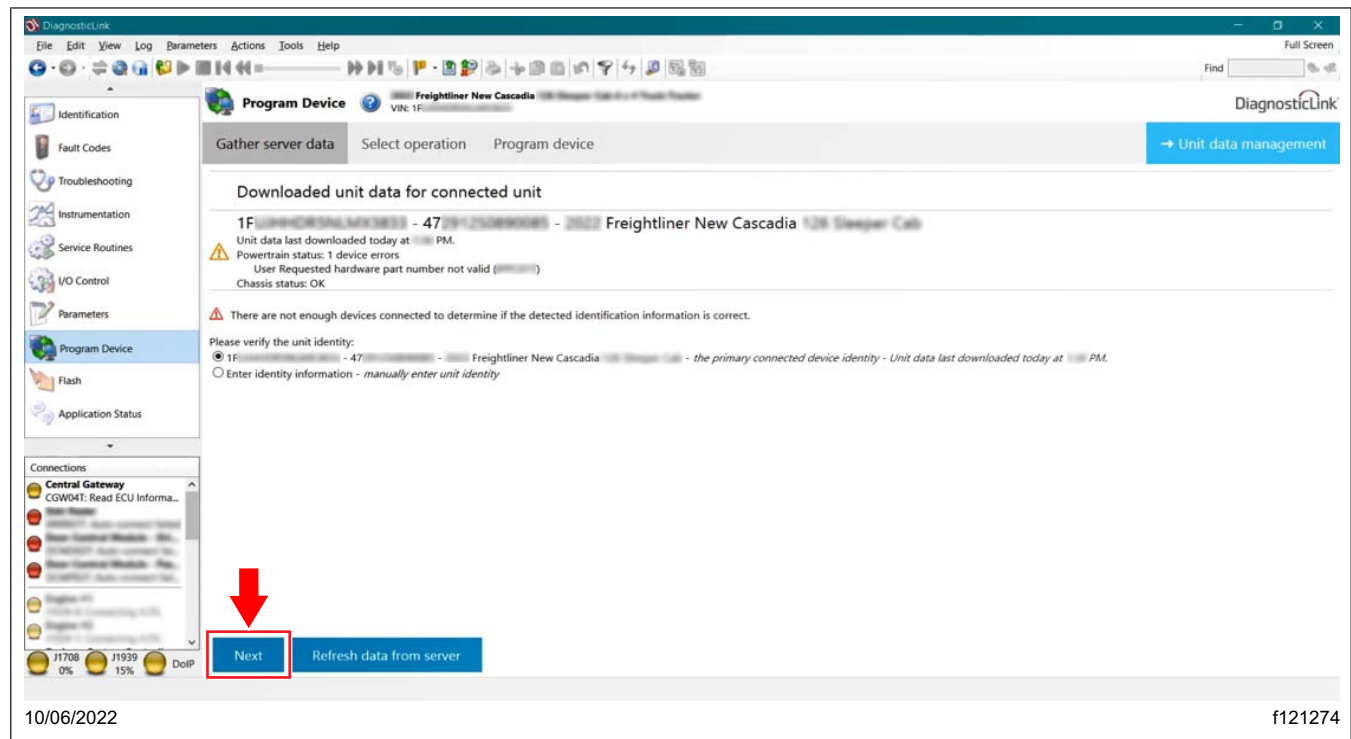 DiagnosticLink
File Edit View Log Parameters Actions Tools Help Full Screen
Find
Program Device
Freightliner New Cascadia
VIN: 1F
DiagnosticLink
Identification
Fault Codes
Troubleshooting
Instrumentation
Service Routines
I/O Control
Parameters
Program Device
Flash
Application Status
Gather server data Select operation Program device → Unit data management
Downloaded unit data for connected unit
1F - 47 - 2022 Freightliner New Cascadia 126 Sleeper Cab
Unit data last downloaded today at PM.
Powertrain status: 1 device errors
User Requested hardware part number not valid ( )
Chassis status: OK
There are not enough devices connected to determine if the detected identification information is correct.
Please verify the unit identity:
1F - 47 - Freightliner New Cascadia - the primary connected device identity - Unit data last downloaded today at PM.
Enter identity information - manually enter unit identity
Connections
Central Gateway
CGW04T: Read ECU Informa...
J1708 0% J1939 15% DoIP
Next Refresh data from server
10/06/2022 f121274